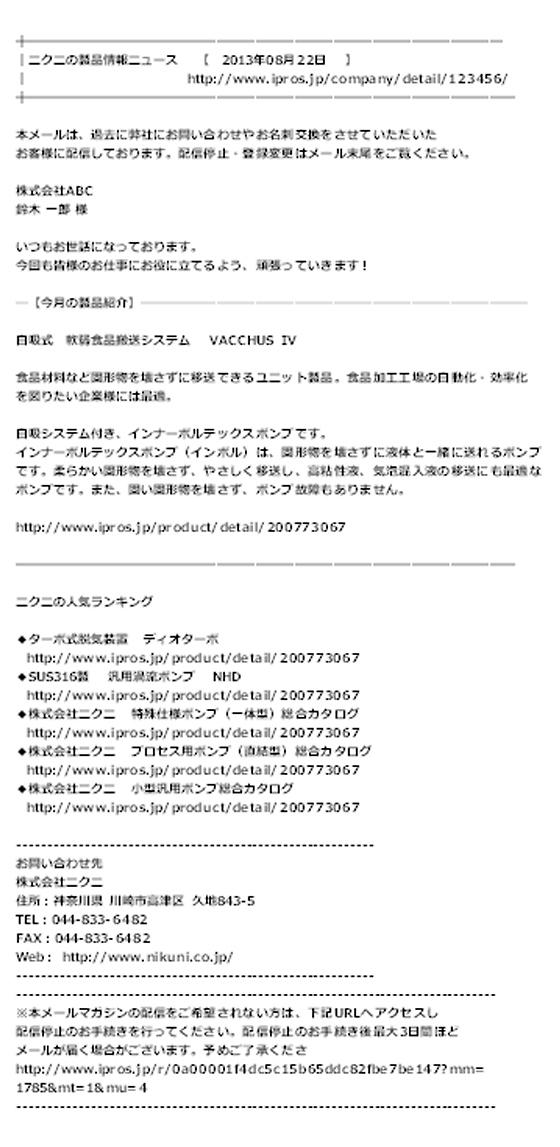 ニクニの製品情報ニュース 【 2013年08月22日 】
http://www.ipros.jp/company/detail/123456/
本メールは、過去に弊社にお問い合わせやお名刺交換をさせていただいた
お客様に配信しております。配信停止・登録変更はメール末尾をご覧ください。
株式会社ABC
鈴木 一郎 様
いつもお世話になっております。
今回も皆様のお仕事にお役に立てるよう、頑張っていきます！
―【今月の製品紹介】――――――――――――――――――――
自吸式 軟弱食品搬送システム VACCHUS IV
食品材料など固形物を壊さずに移送できるユニット製品。食品加工工場の自動化・効率化
を図りたい企業様には最適。
自吸システム付き、インナーボルテックスポンプです。
インナーボルテックスポンプ（インボル）は、固形物を壊さずに液体と一緒に送れるポンプ
です。柔らかい固形物を壊さず、やさしく移送し、高粘性液、気泡混入液の移送にも最適な
ポンプです。また、固い固形物を壊さず、ポンプ故障もありません。
http://www.ipros.jp/product/detail/200773067
ニクニの人気ランキング
◆ターボ式脱気装置 ディオターボ
http://www.ipros.jp/product/detail/200773067
◆SUS316製 汎用渦流ポンプ NHD
http://www.ipros.jp/product/detail/200773067
◆株式会社ニクニ 特殊仕様ポンプ（一体型）総合カタログ
http://www.ipros.jp/product/detail/200773067
◆株式会社ニクニ プロセス用ポンプ（直結型）総合カタログ
http://www.ipros.jp/product/detail/200773067
◆株式会社ニクニ 小型汎用ポンプ総合カタログ
http://www.ipros.jp/product/detail/200773067
お問い合わせ先
株式会社ニクニ
住所：神奈川県 川崎市高津区 久地843-5
TEL：044-833-6482
FAX：044-833-6482
Web： http://www.nikuni.co.jp/
※本メールマガジンの配信をご希望されない方は、下記URLへアクセスし
配信停止のお手続きを行ってください。配信停止のお手続き後最大3日間ほど
メールが届く場合がございます。予めご了承くださ
http://www.ipros.jp/r/0a00001f4dc5c15b65ddc82fbe7be147?mm=
1785&mt=1&mu=4